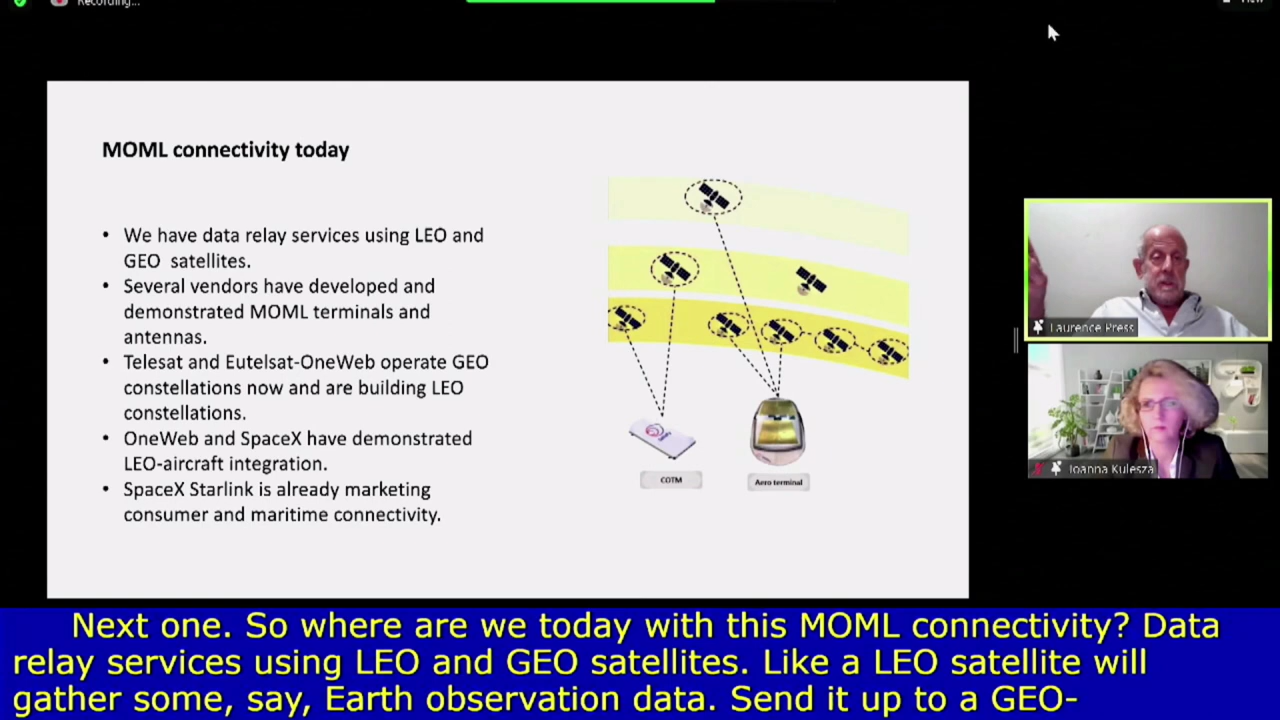 Recording...
View
MOML connectivity today
• We have data relay services using LEO and
GEO satellites.
• Several vendors have developed and
demonstrated MOML terminals and
antennas.
• Telesat and Eutelsat-OneWeb operate GEO
constellations now and are building LEO
constellations.
• OneWeb and SpaceX have demonstrated
LEO-aircraft integration.
• SpaceX Starlink is already marketing
consumer and maritime connectivity.
COTM
Aero terminal
Laurence Press
Joanna Kulesza
Next one. So where are we today with this MOML connectivity? Data
relay services using LEO and GEO satellites. Like a LEO satellite will
gather some, say, Earth observation data. Send it up to a GEO-